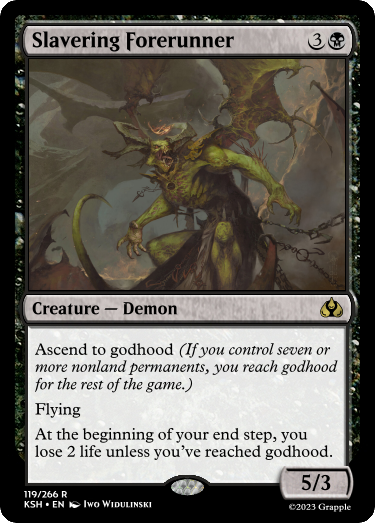 Slavering Forerunner 3
Creature — Demon
Ascend to godhood (If you control seven or
more nonland permanents, you reach godhood
for the rest of the game.)
Flying
At the beginning of your end step, you
lose 2 life unless you've reached godhood.
5/3
119/266 R
KSH • EN Iwo Widulinski
©2023 Grapple